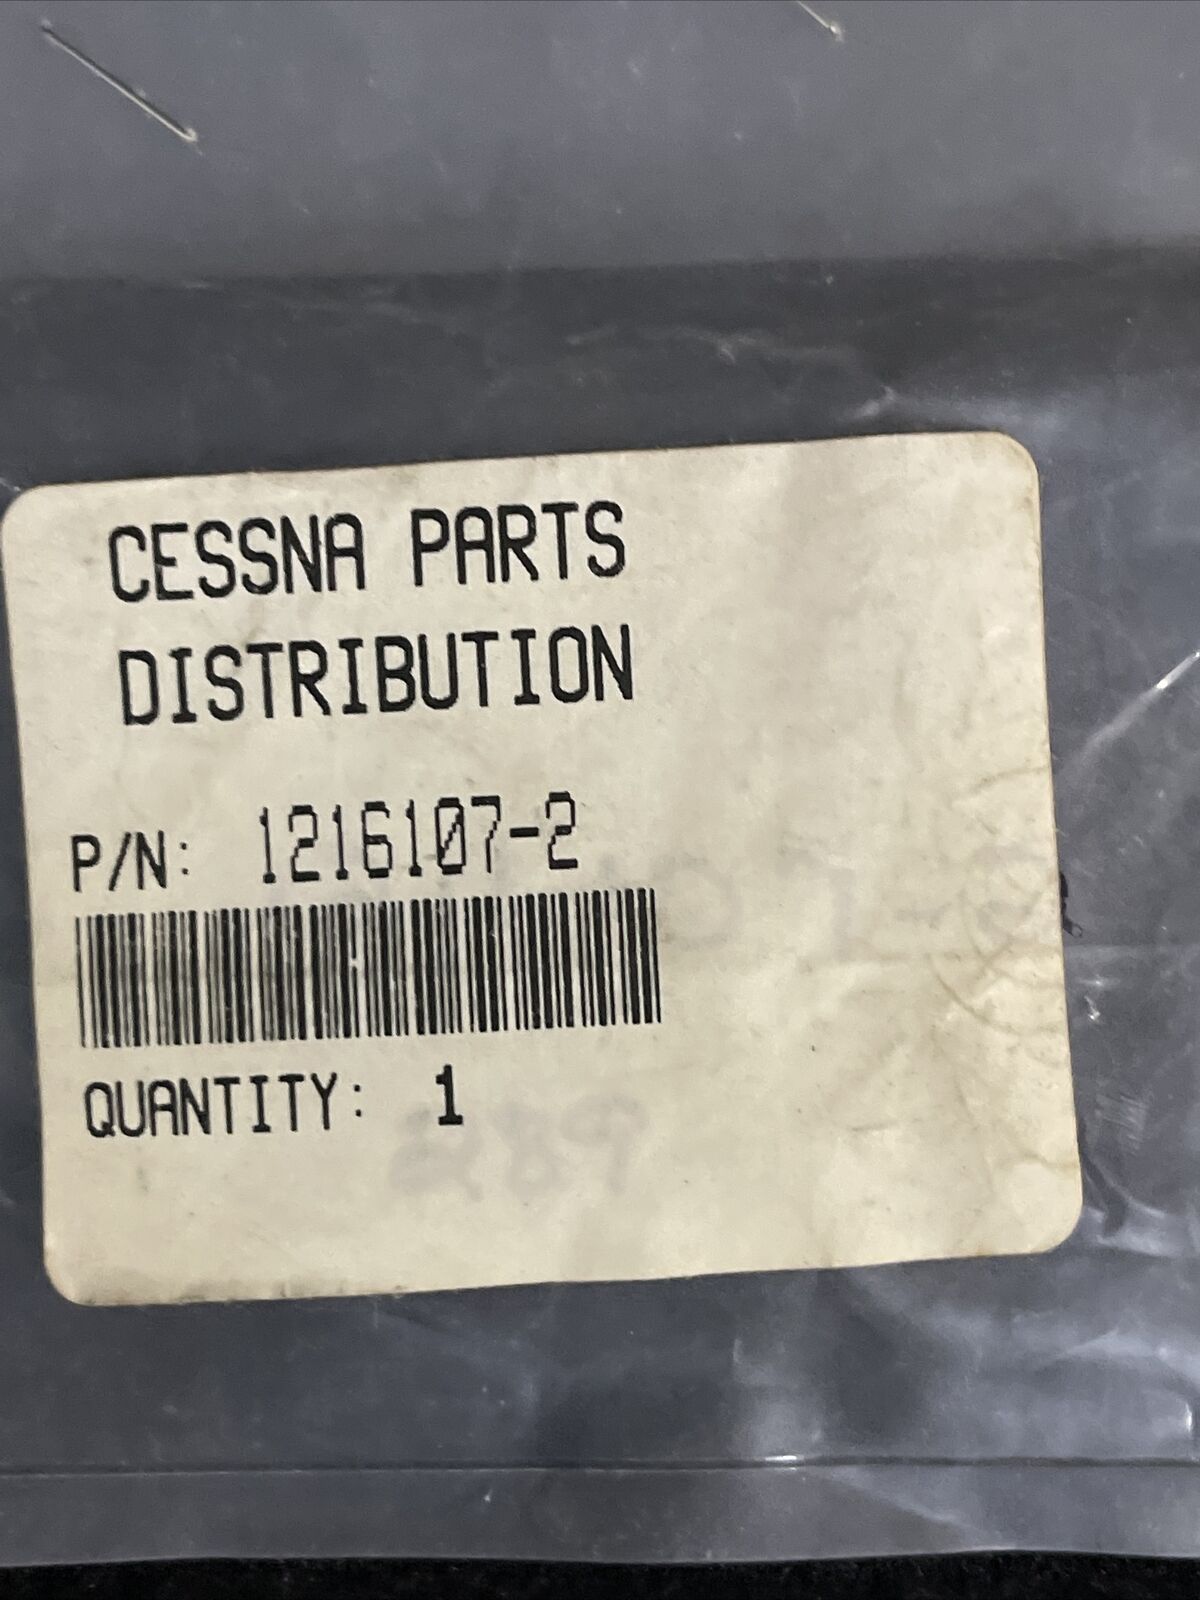 CESSNA PARTS
DISTRIBUTION
P/N: 1216107-2
QUANTITY: 1